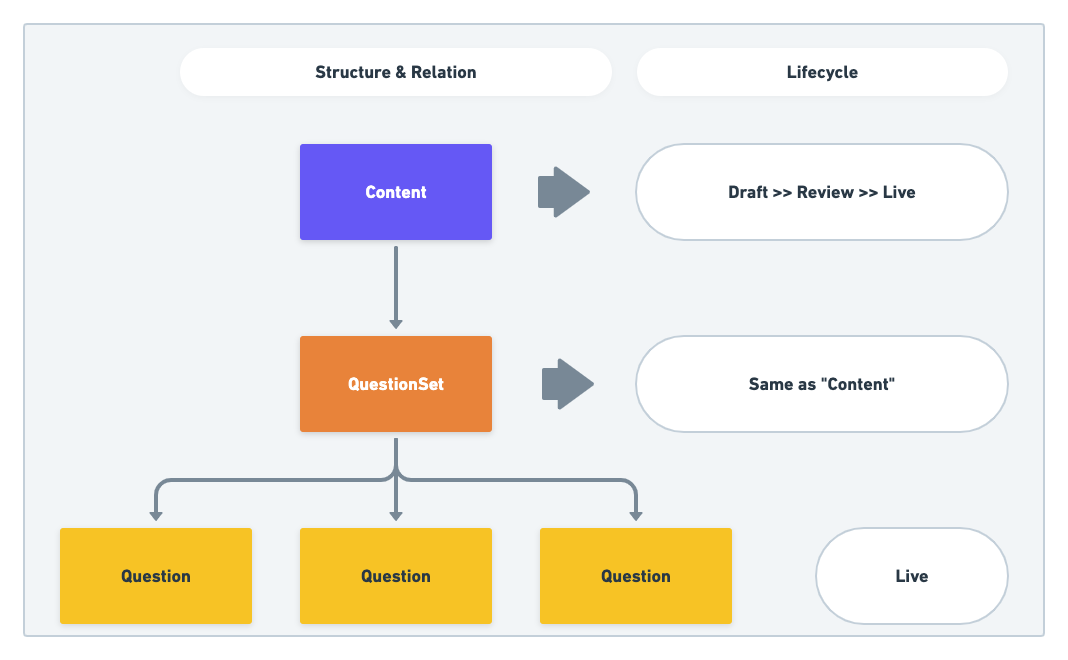 Structure & Relation
Lifecycle
Content
Draft >> Review >> Live
QuestionSet
Same as "Content"
Question
Question
Question
Live